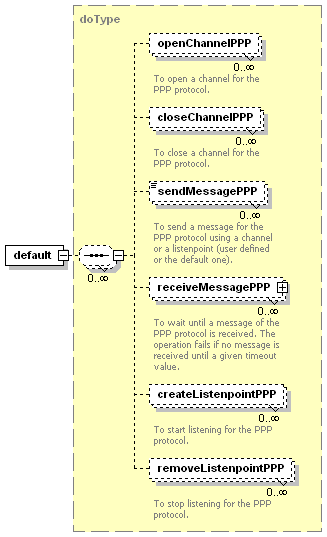 doType
openChannelPPP
0..∞
To open a channel for the
PPP protocol.
closeChannelPPP
0..∞
To close a channel for the
PPP protocol.
sendMessagePPP
0..∞
To send a message for the
PPP protocol using a channel
or a listenpoint (user defined
or the default one).
default
0..∞
receiveMessagePPP
To wait until a message of the
PPP protocol is received. The
operation fails if no message is
received until a given timeout
value.
createListenpointPPP
0..∞
To start listening for the PPP
protocol.
removeListenpointPPP
0..∞
To stop listening for the PPP
protocol.